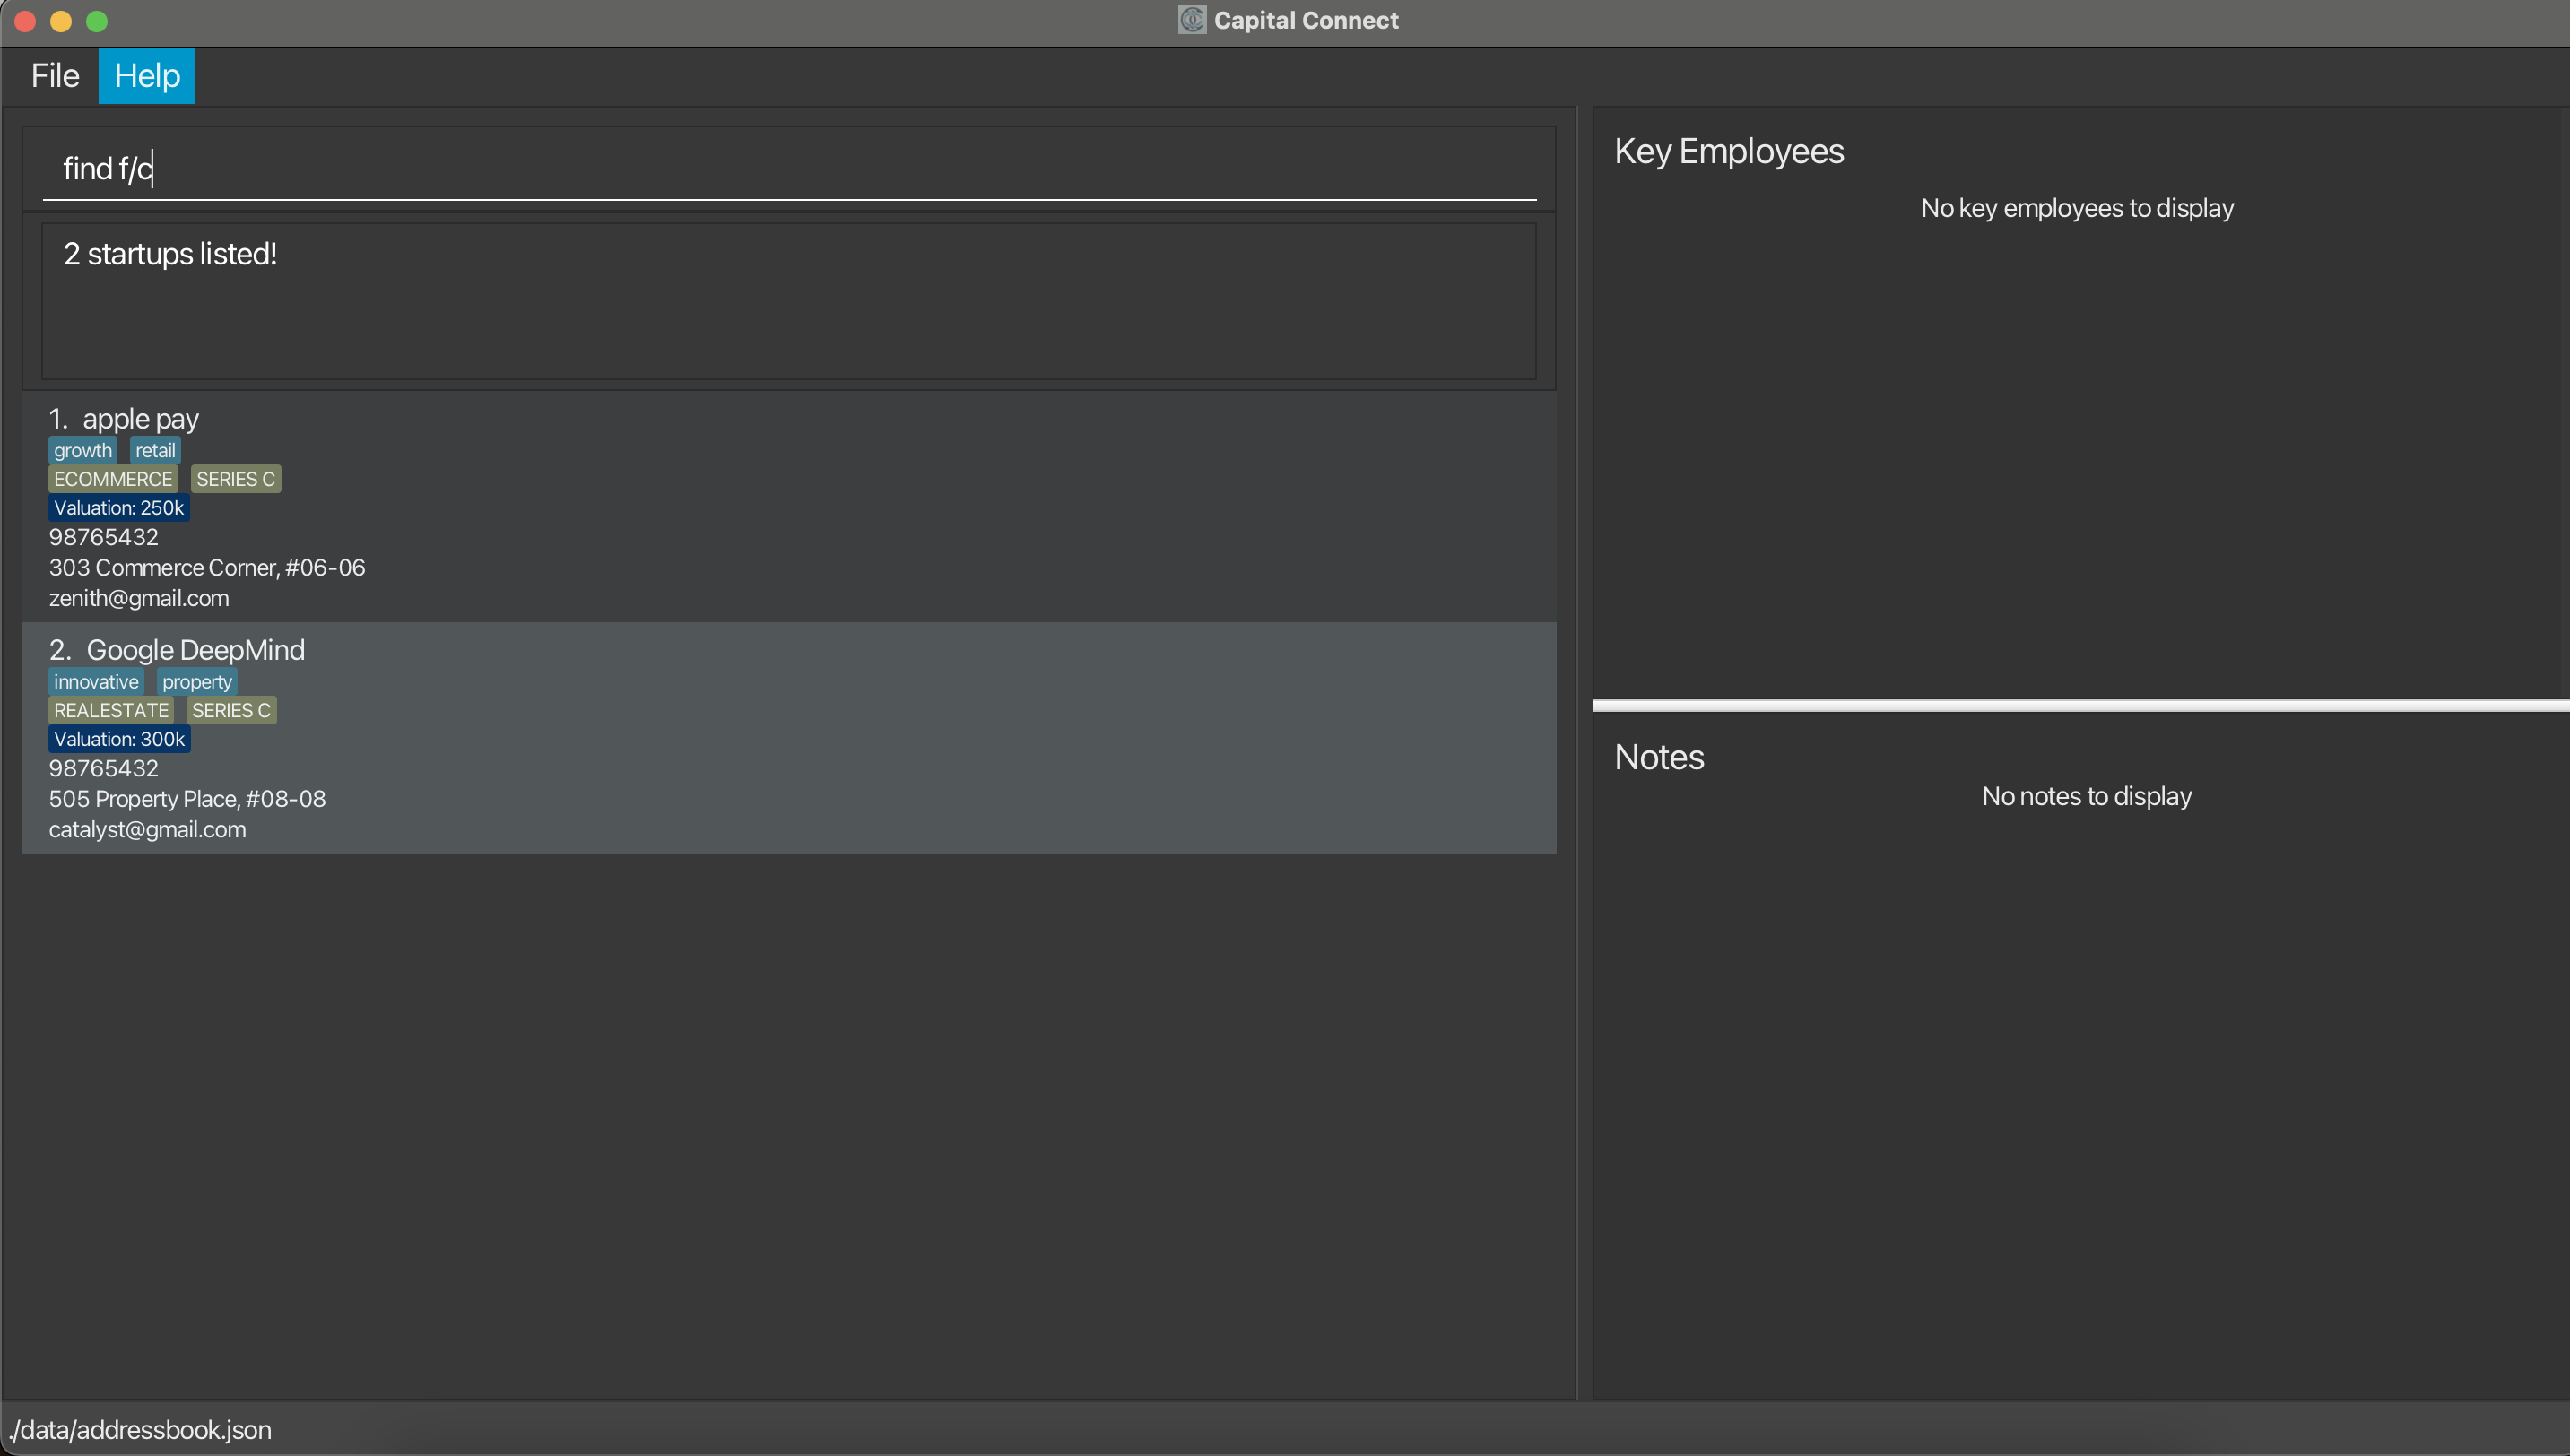 Capital Connect
File Help
find f/c
2 startups listed!
1. apple pay
growth retail
ECOMMERCE SERIES C
Valuation: 250k
98765432
303 Commerce Corner, #06-06
zenith@gmail.com
2. Google DeepMind
innovative property
REALESTATE SERIES C
Valuation: 300k
98765432
505 Property Place, #08-08
catalyst@gmail.com
Key Employees
No key employees to display
Notes
No notes to display
./data/addressbook.json